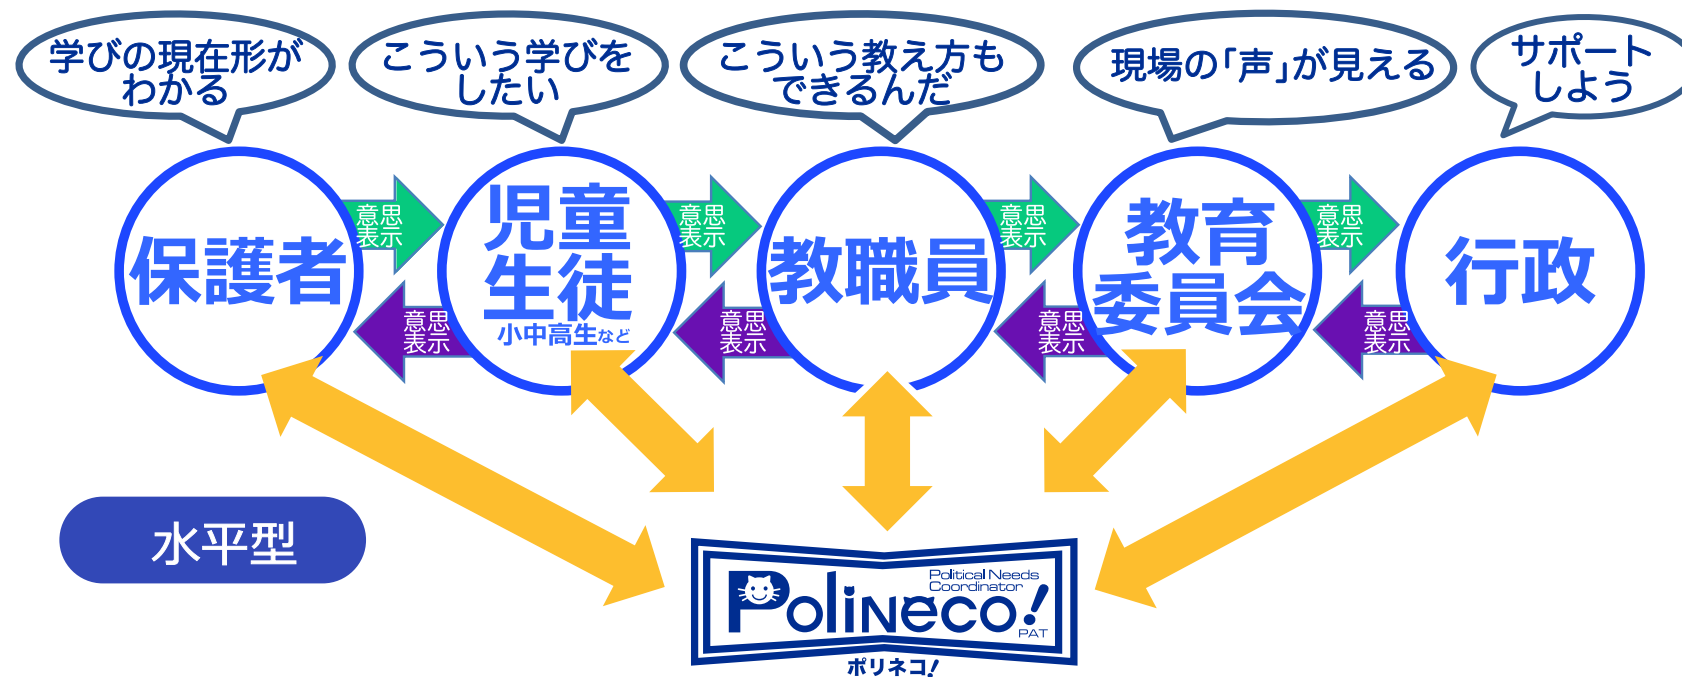 学びの現在形が
わかる
こういう学びを
したい
こういう教え方も
できるんだ
現場の「声」が見える
サポート
しよう
保護者
意思
表示
意思
表示
児童
生徒
小中高生など
意思
表示
意思
表示
教職員
意思
表示
意思
表示
教育
委員会
意思
表示
意思
表示
行政
水平型
Political Needs
Coordinator
PoliNeco!
PAT
ポリネコ!